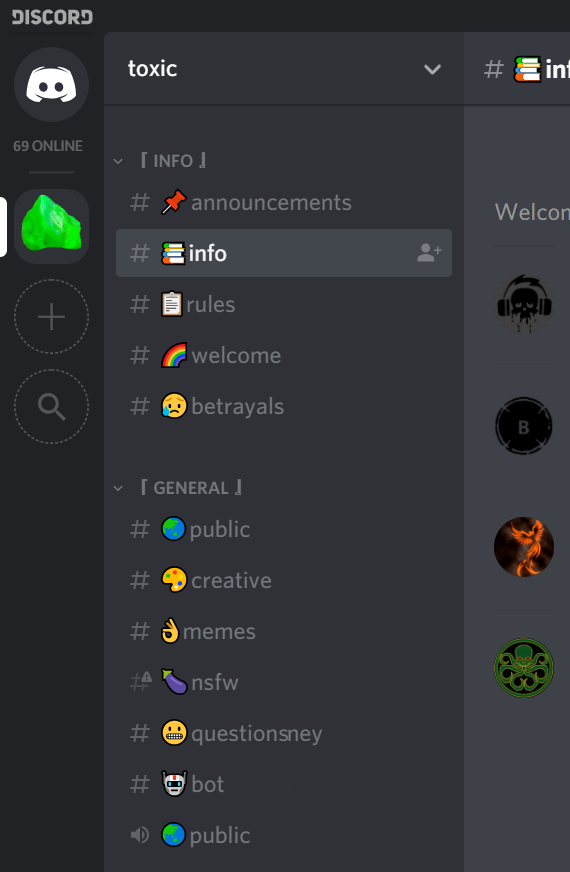 DISCORD
toxic
# inf
69 ONLINE
⟦ INFO ⟧
# announcements
Welcon
# info
# rules
# welcome
# betrayals
B
⟦ GENERAL ⟧
# public
# creative
# memes
# nsfw
# questionsney
# bot
public